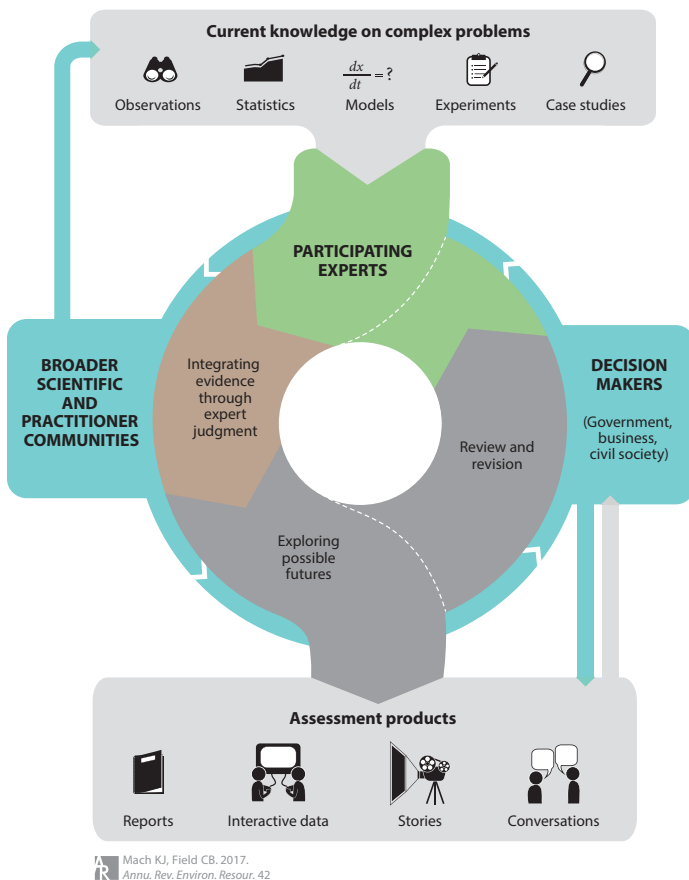 Current knowledge on complex problems
dx
dt
= ?
Observations
Statistics
Models
Experiments
Case studies
PARTICIPATING
EXPERTS
BROADER
SCIENTIFIC
AND
PRACTITIONER
COMMUNITIES
Integrating
evidence
through
expert
judgment
Review and
revision
DECISION
MAKERS
(Government,
business,
civil society)
Exploring
possible
futures
Assessment products
Reports
Interactive data
Stories
Conversations
AR
Mach KJ, Field CB. 2017.
Annu. Rev. Environ. Resour. 42